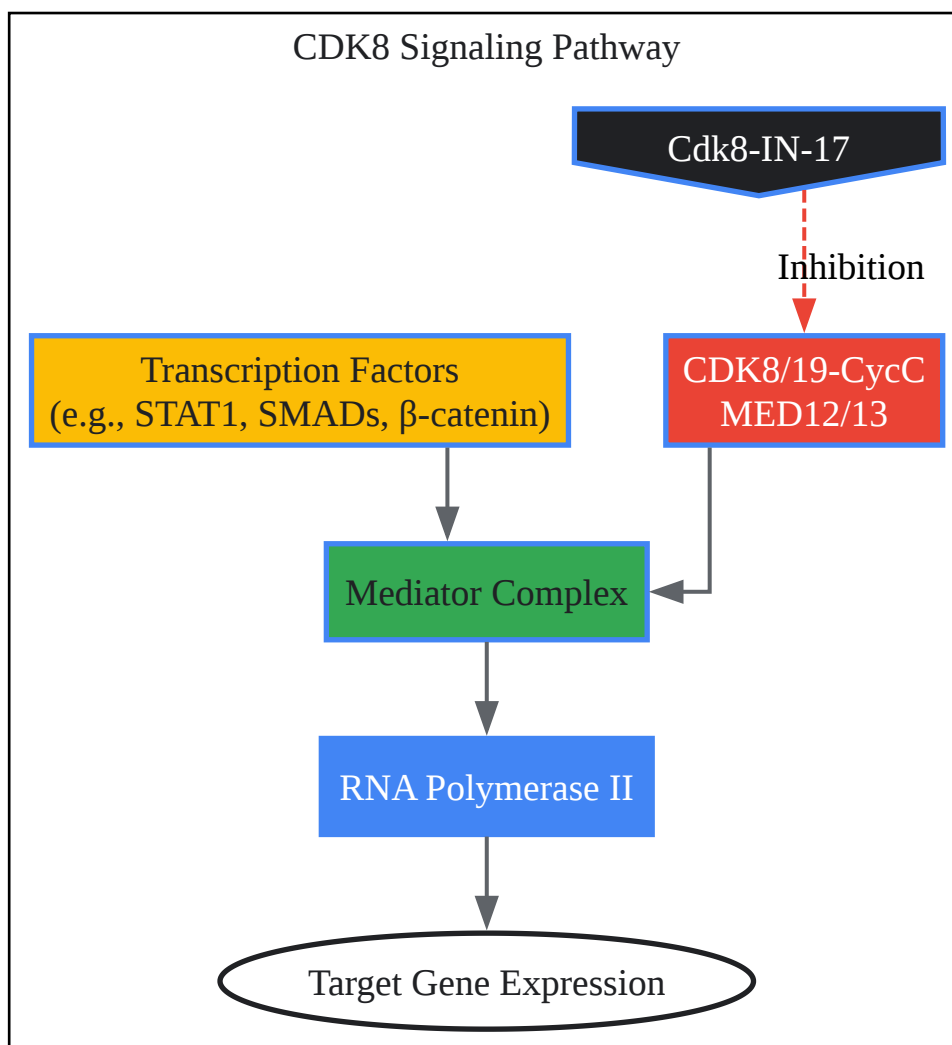 CDK8 Signaling Pathway
Cdk8-IN-17
Inhibition
Transcription Factors
(e.g., STAT1, SMADs, β-catenin)
CDK8/19-CycC
MED12/13
Mediator Complex
RNA Polymerase II
Target Gene Expression